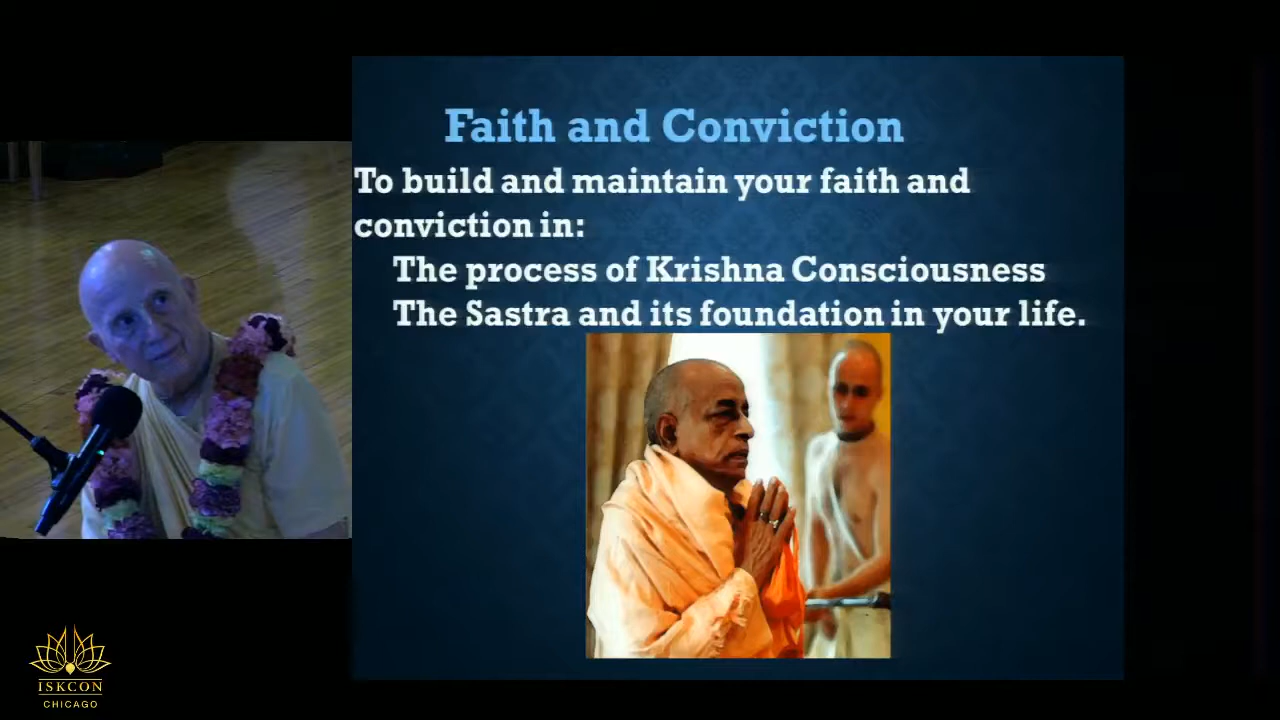 Faith and Conviction
To build and maintain your faith and
conviction in:
The process of Krishna Consciousness
The Sastra and its foundation in your life.
ISKCON
CHICAGO